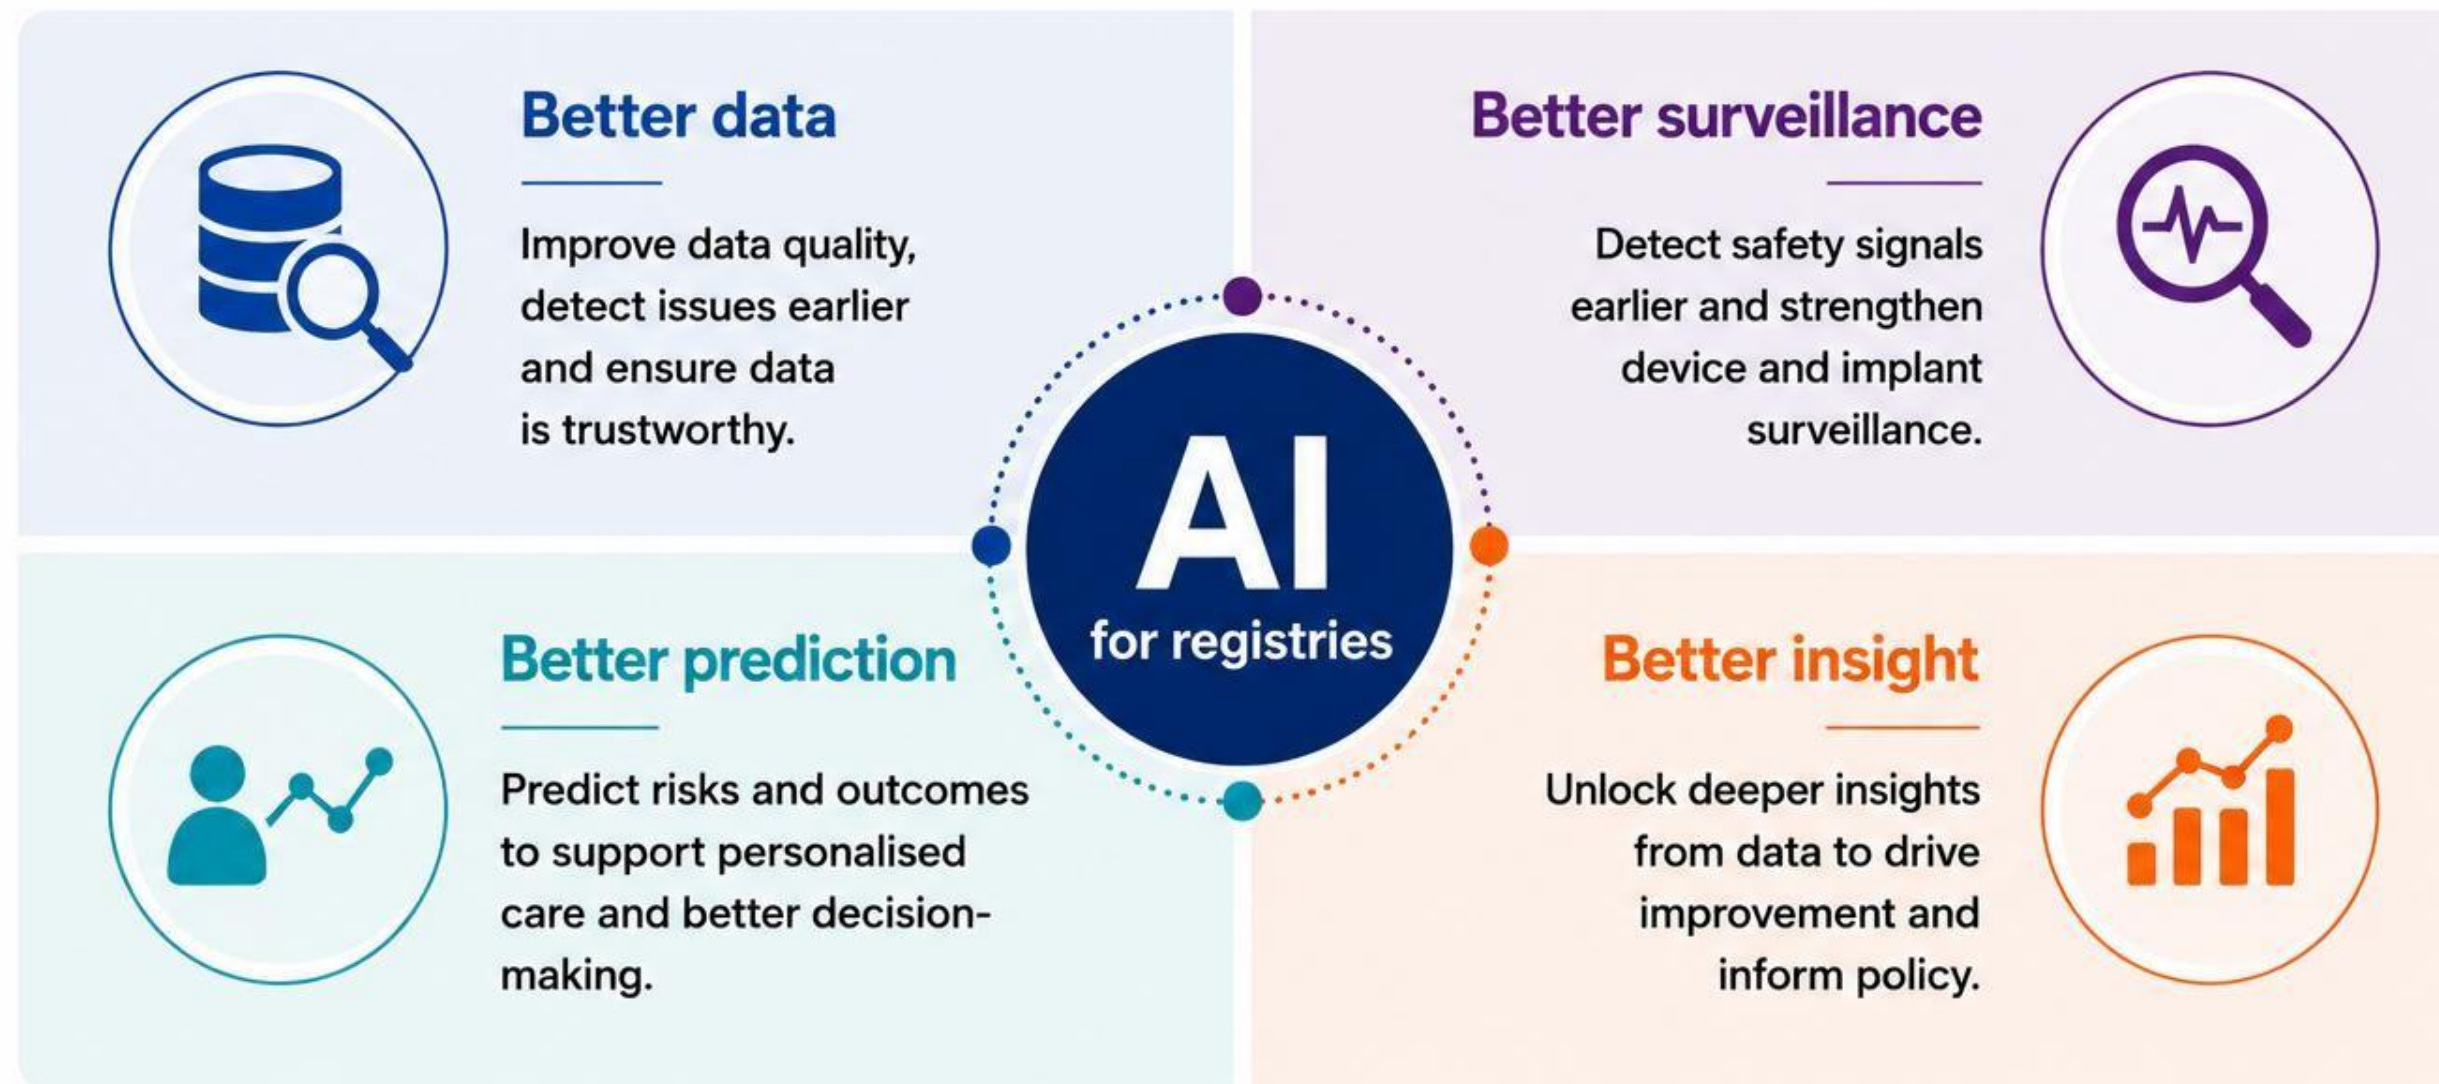 Better data
Improve data quality,
detect issues earlier
and ensure data
is trustworthy.
Better surveillance
Detect safety signals
earlier and strengthen
device and implant
surveillance.
AI
for registries
Better prediction
Predict risks and outcomes
to support personalised
care and better decision-
making.
Better insight
Unlock deeper insights
from data to drive
improvement and
inform policy.